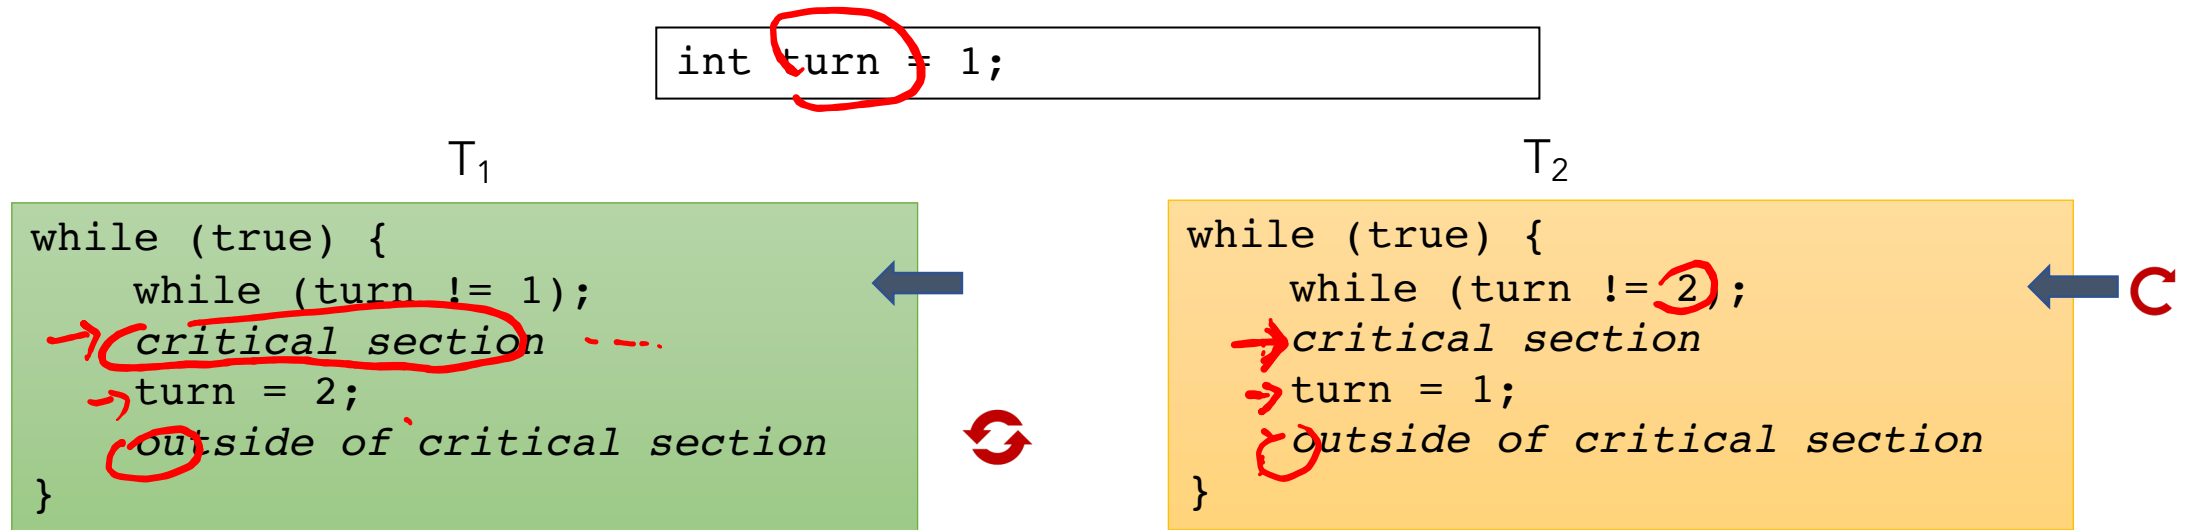 int turn = 1;
T1
while (true) {
while (turn != 1);
critical section
turn = 2;
outside of critical section
}
T2
while (true) {
while (turn != 2);
critical section
turn = 1;
outside of critical section
}